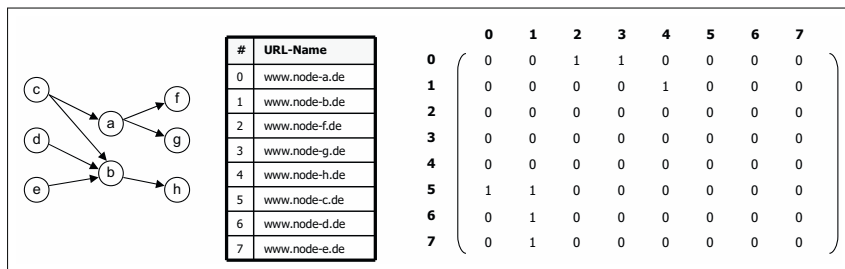 c
d
e
a
b
f
g
h
# URL-Name
0 www.node-a.de
1 www.node-b.de
2 www.node-f.de
3 www.node-g.de
4 www.node-h.de
5 www.node-c.de
6 www.node-d.de
7 www.node-e.de
0 1 2 3 4 5 6 7
0 0 0 1 1 0 0 0 0
1 0 0 0 0 1 0 0 0
2 0 0 0 0 0 0 0 0
3 0 0 0 0 0 0 0 0
4 0 0 0 0 0 0 0 0
5 1 1 0 0 0 0 0 0
6 0 1 0 0 0 0 0 0
7 0 1 0 0 0 0 0 0